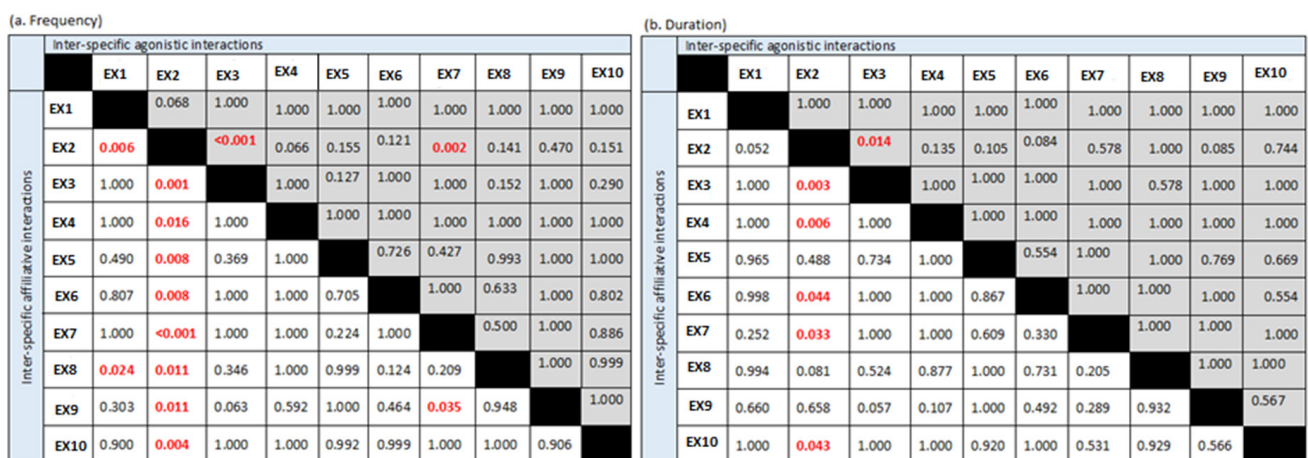 (a. Frequency)
Inter-specific agonistic interactions
EX1 EX2 EX3 EX4 EX5 EX6 EX7 EX8 EX9 EX10
Inter-specific affiliative interactions
EX1 0.068 1.000 1.000 1.000 1.000 1.000 1.000 1.000 1.000
EX2 0.006 <0.001 0.066 0.155 0.121 0.002 0.141 0.470 0.151
EX3 1.000 0.001 1.000 0.127 1.000 1.000 0.152 1.000 0.290
EX4 1.000 0.016 1.000 1.000 1.000 1.000 1.000 1.000 1.000
EX5 0.490 0.008 0.369 1.000 0.726 0.427 0.993 1.000 1.000
EX6 0.807 0.008 1.000 1.000 0.705 1.000 0.633 1.000 0.802
EX7 1.000 <0.001 1.000 1.000 0.224 1.000 0.500 1.000 0.886
EX8 0.024 0.011 0.346 1.000 0.999 0.124 0.209 1.000 0.999
EX9 0.303 0.011 0.063 0.592 1.000 0.464 0.035 0.948 1.000
EX10 0.900 0.004 1.000 1.000 0.992 0.999 1.000 1.000 0.906
(b. Duration)
Inter-specific agonistic interactions
EX1 EX2 EX3 EX4 EX5 EX6 EX7 EX8 EX9 EX10
Inter-specific affiliative interactions
EX1 1.000 1.000 1.000 1.000 1.000 1.000 1.000 1.000 1.000
EX2 0.052 0.014 0.135 0.105 0.084 0.578 1.000 0.085 0.744
EX3 1.000 0.003 1.000 1.000 1.000 1.000 0.578 1.000 1.000
EX4 1.000 0.006 1.000 1.000 1.000 1.000 1.000 1.000 1.000
EX5 0.965 0.488 0.734 1.000 0.554 1.000 1.000 0.769 0.669
EX6 0.998 0.044 1.000 1.000 0.867 1.000 1.000 1.000 0.554
EX7 0.252 0.033 1.000 1.000 0.609 0.330 1.000 1.000 1.000
EX8 0.994 0.081 0.524 0.877 1.000 0.731 0.205 1.000 1.000
EX9 0.660 0.658 0.057 0.107 1.000 0.492 0.289 0.932 0.567
EX10 1.000 0.043 1.000 1.000 0.920 1.000 0.531 0.929 0.566